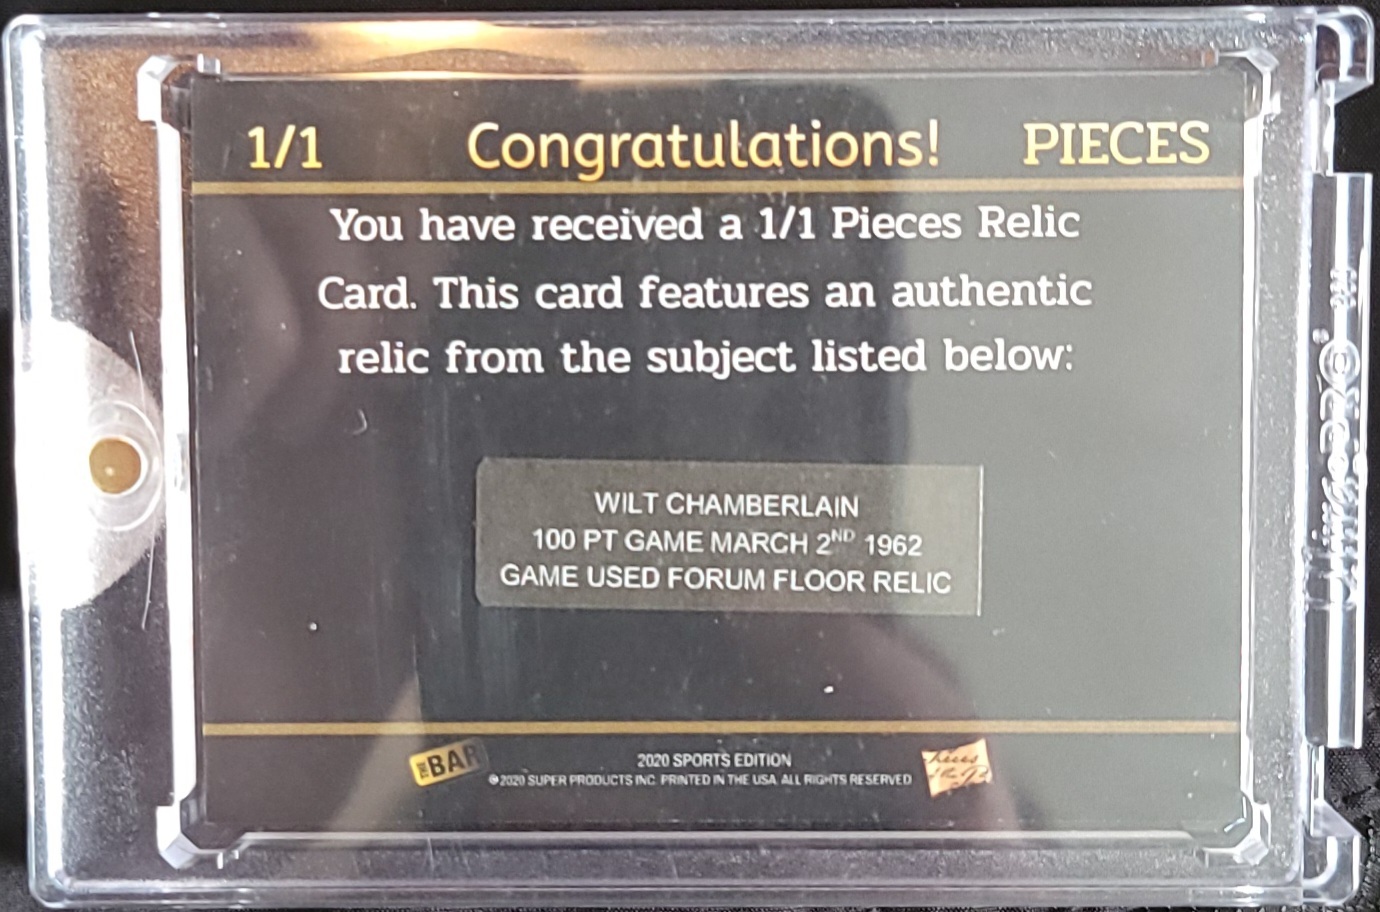 1/1 Congratulations! PIECES
You have received a 1/1 Pieces Relic
Card. This card features an authentic
relic from the subject listed below:
WILT CHAMBERLAIN
100 PT GAME MARCH 2ND 1962
GAME USED FORUM FLOOR RELIC
THE BAR
2020 SPORTS EDITION
©2020 SUPER PRODUCTS INC. PRINTED IN THE USA. ALL RIGHTS RESERVED